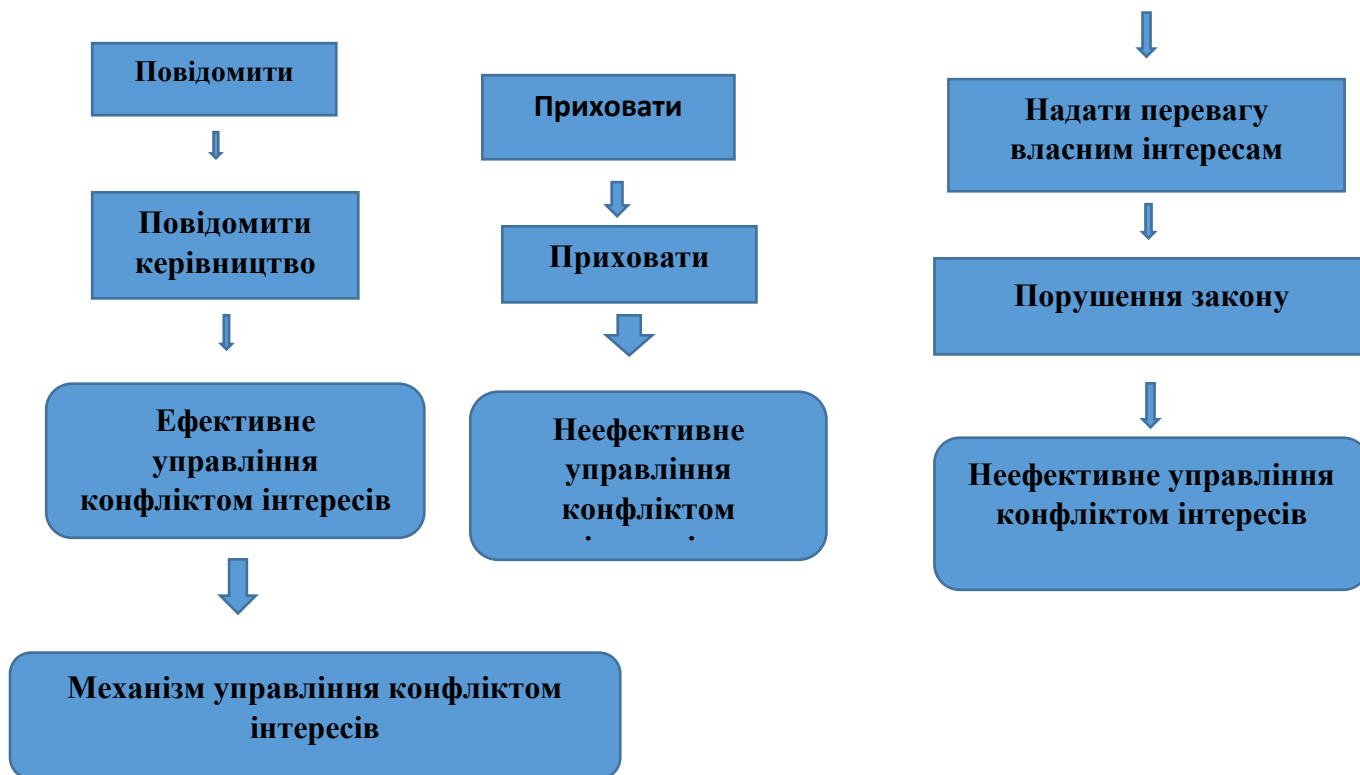 Повідомити
Повідомити
керівництво
Ефективне
управління
конфліктом інтересів
Механізм управління конфліктом
інтересів
Приховати
Приховати
Неефективне
управління
конфліктом
Надати перевагу
власним інтересам
Порушення закону
Неефективне управління
конфліктом інтересів